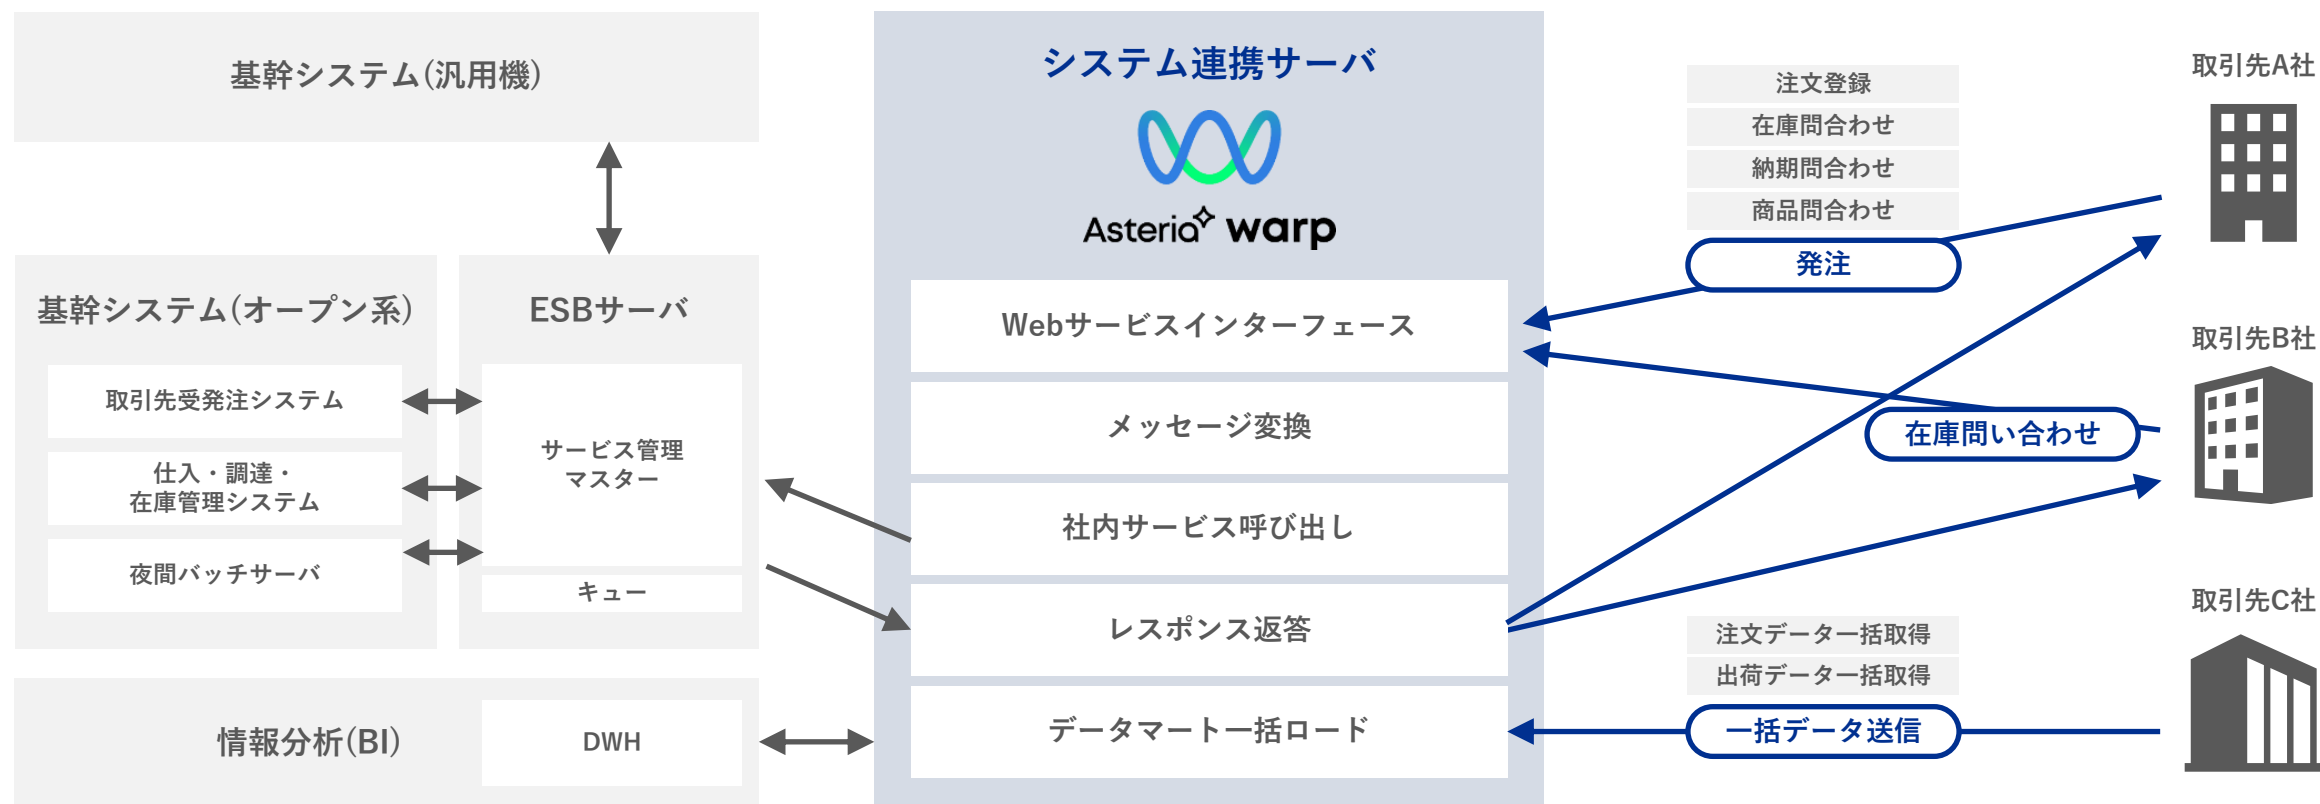 基幹システム(汎用機)
基幹システム(オープン系)
取引先受発注システム
仕入・調達・
在庫管理システム
夜間バッチサーバ
ESBサーバ
サービス管理
マスター
キュー
情報分析(BI)
DWH
システム連携サーバ
Asteria warp
Webサービスインターフェース
メッセージ変換
社内サービス呼び出し
レスポンス返答
データマート一括ロード
注文登録
在庫問合わせ
納期問合わせ
商品問合わせ
発注
在庫問い合わせ
注文データ一括取得
出荷データ一括取得
一括データ送信
取引先A社
取引先B社
取引先C社